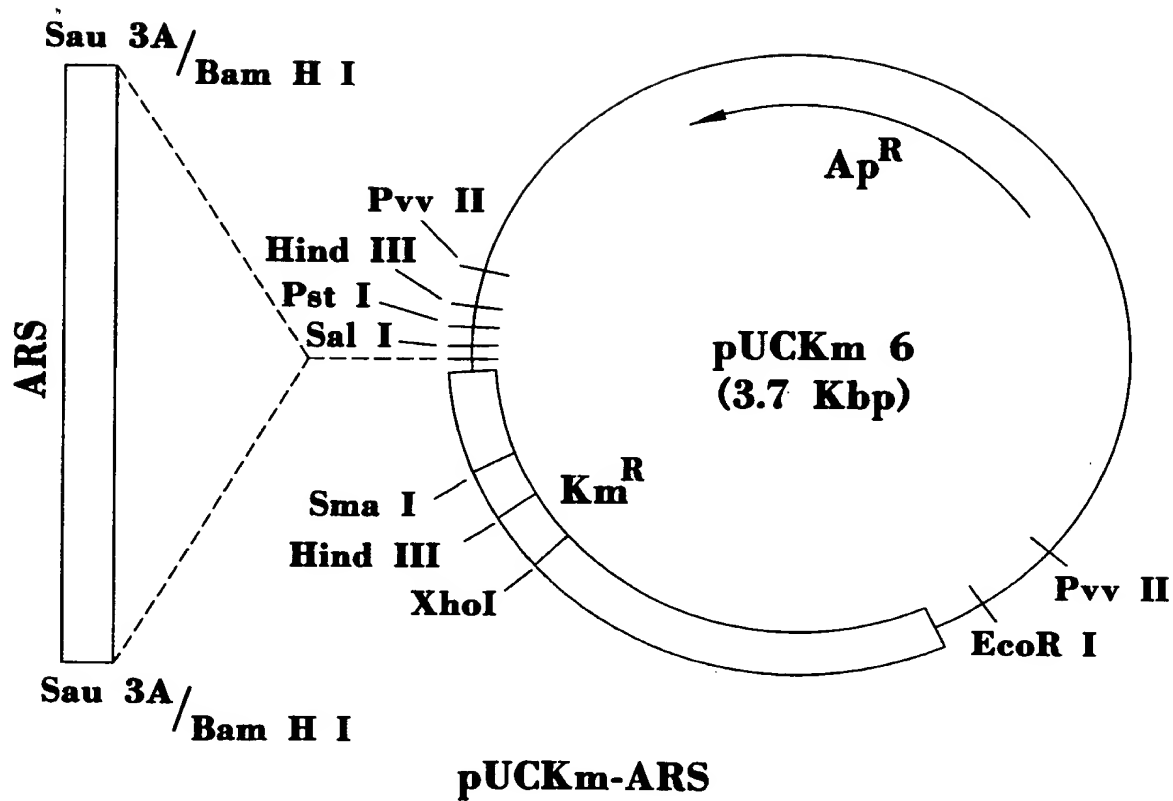 Sau 3A/Bam H I
Ap^R
Pvv II
Hind III
Pst I
Sal I
ARS
pUCKm 6
(3.7 Kbp)
Km^R
Sma I
Hind III
XhoI
Pvv II
EcoR I
Sau 3A/Bam H I
pUCKm-ARS